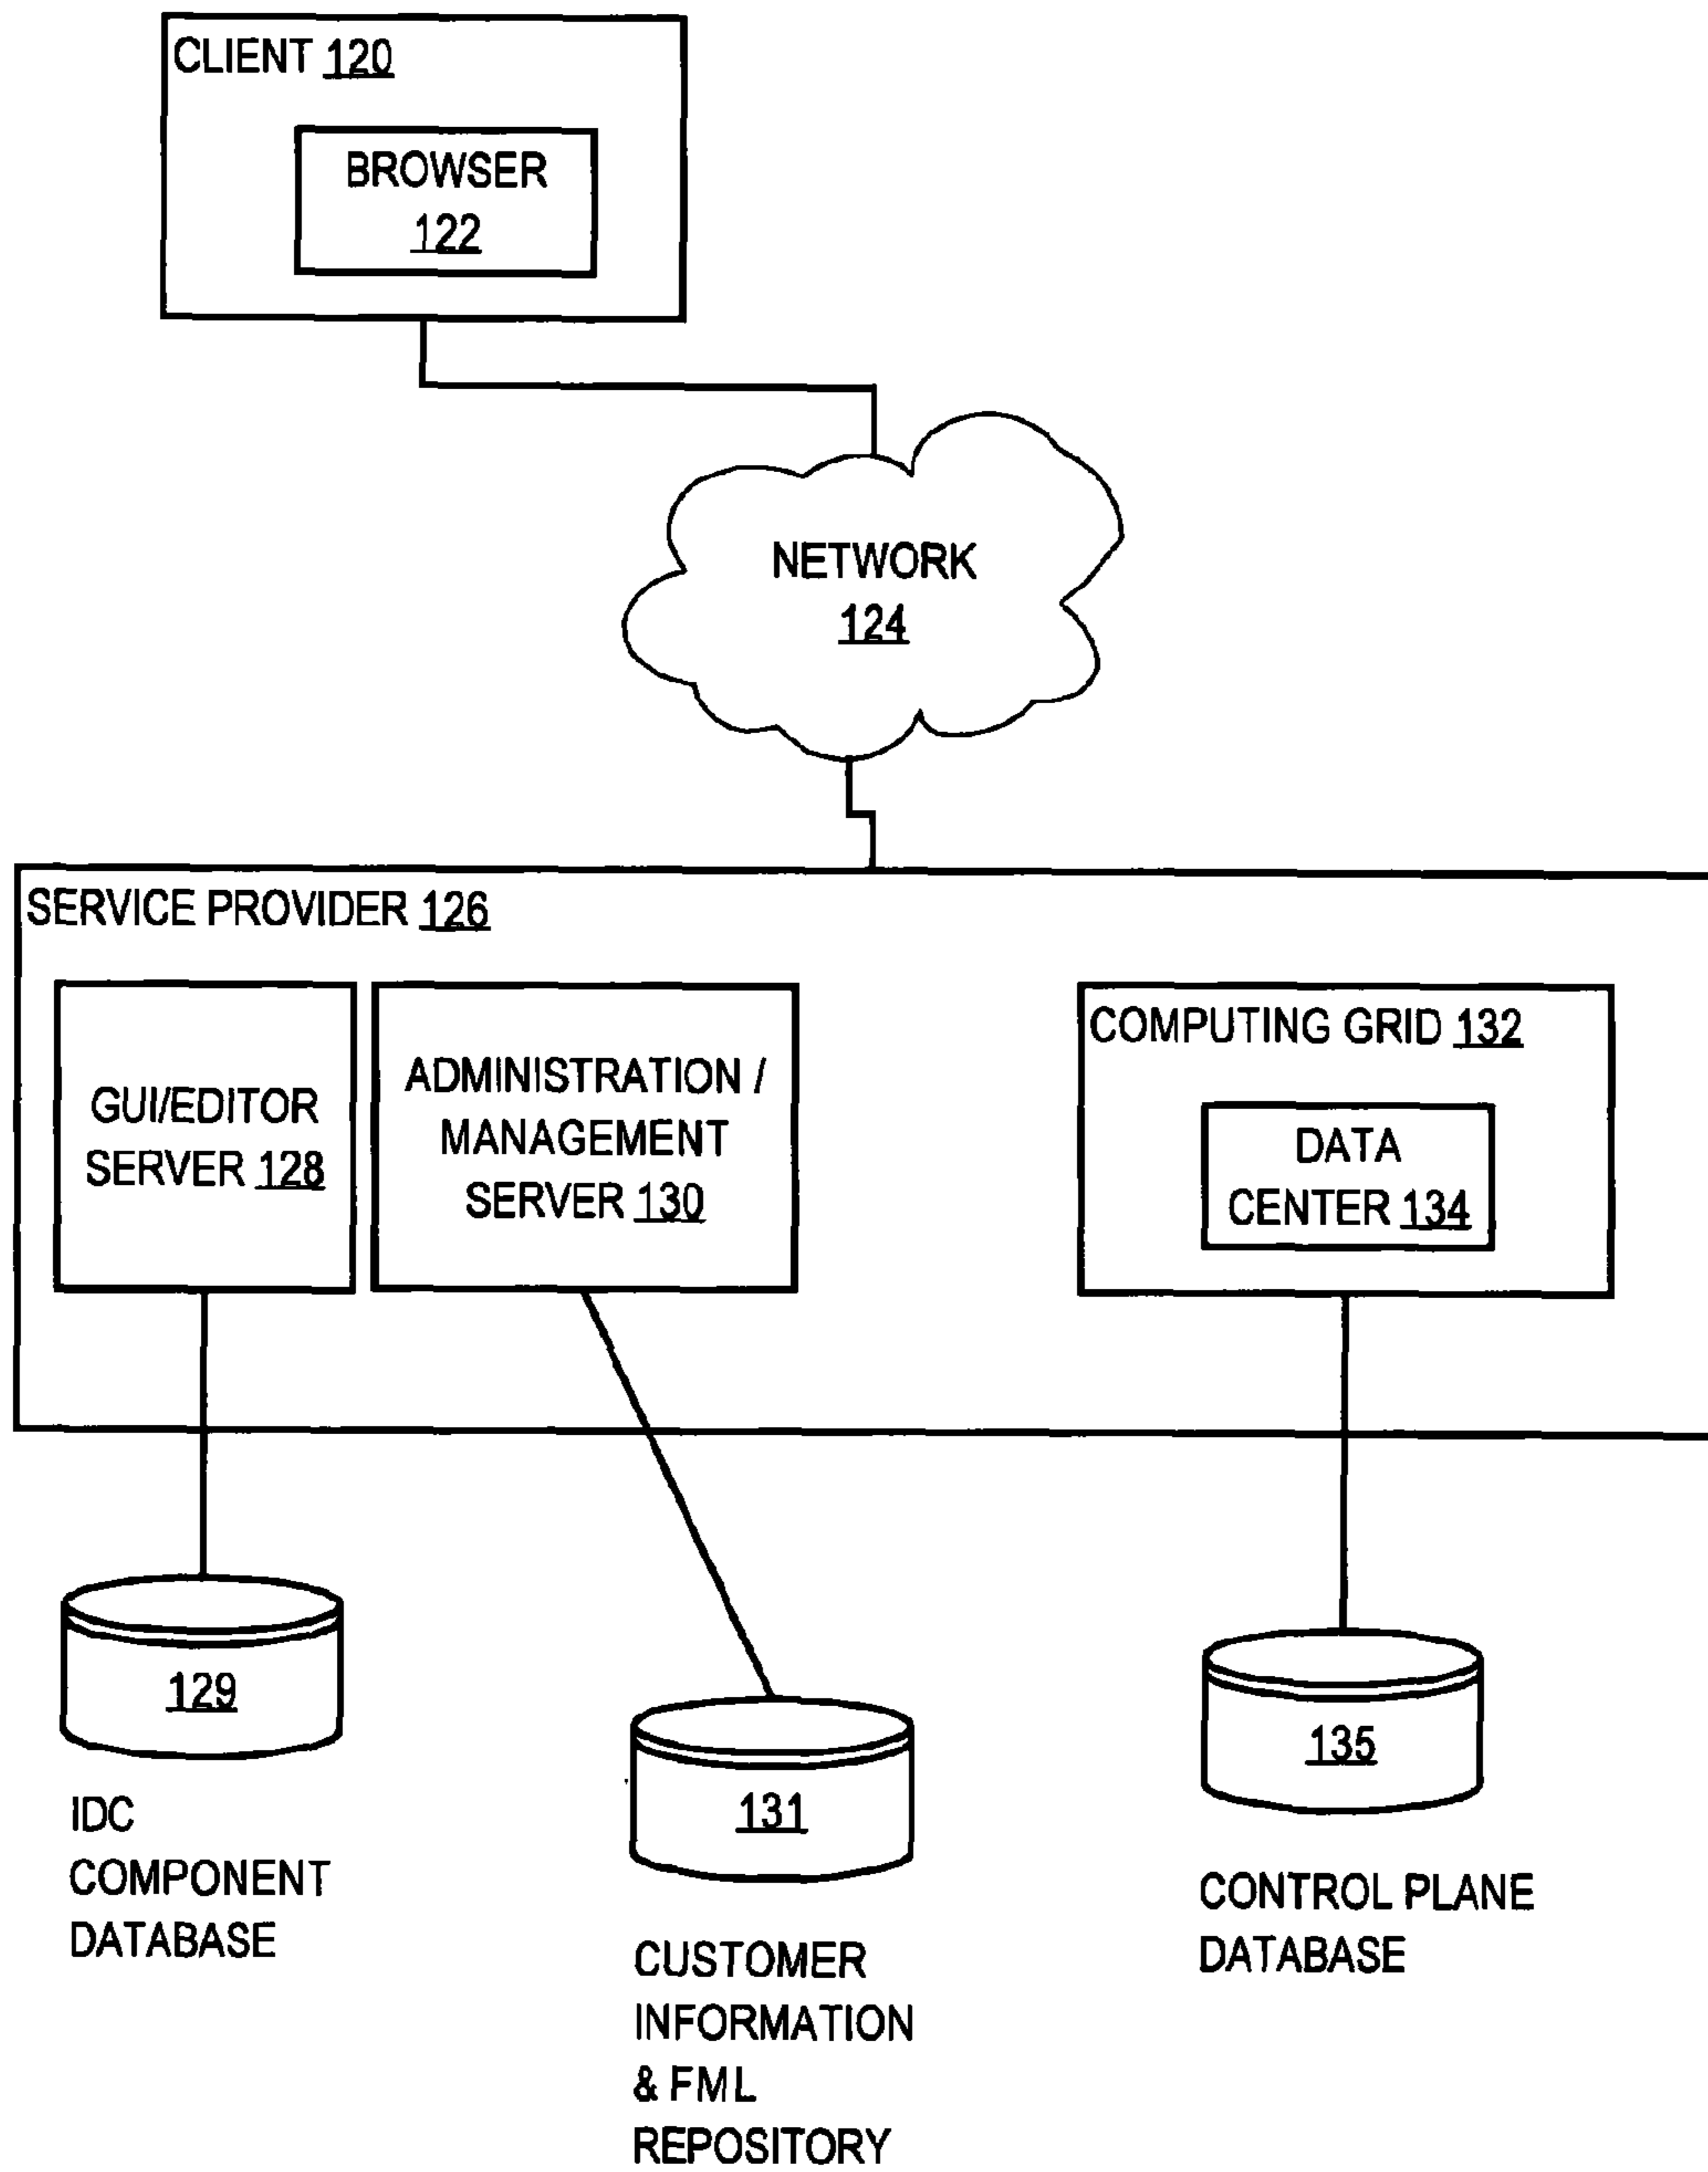 CLIENT 120
BROWSER
122
NETWORK
124
SERVICE PROVIDER 126
GUI/EDITOR
SERVER 128
ADMINISTRATION /
MANAGEMENT
SERVER 130
COMPUTING GRID 132
DATA
CENTER 134
129
IDC
COMPONENT
DATABASE
131
CUSTOMER
INFORMATION
& FML
REPOSITORY
135
CONTROL PLANE
DATABASE